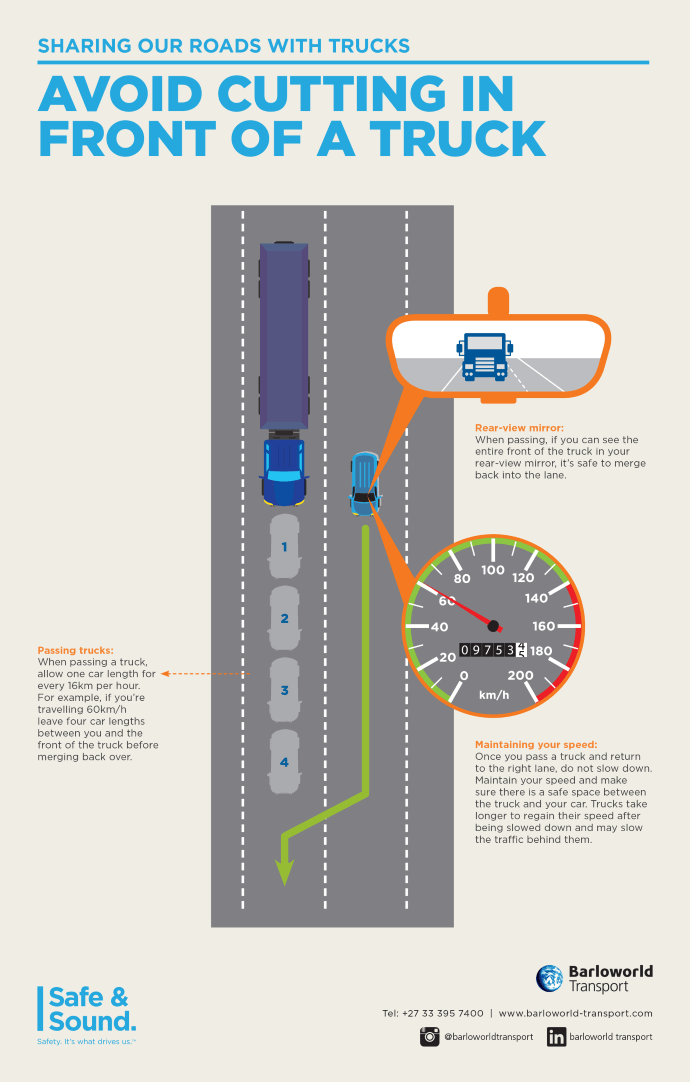 SHARING OUR ROADS WITH TRUCKS
AVOID CUTTING IN
FRONT OF A TRUCK
Rear-view mirror:
When passing, if you can see the
entire front of the truck in your
rear-view mirror, it's safe to merge
back into the lane.
1
2
3
4
0
20
40
60
80
100
120
140
160
180
200
0 9 7 5 3
km/h
Passing trucks:
When passing a truck,
allow one car length for
every 16km per hour.
For example, if you're
travelling 60km/h
leave four car lengths
between you and the
front of the truck before
merging back over.
Maintaining your speed:
Once you pass a truck and return
to the right lane, do not slow down.
Maintain your speed and make
sure there is a safe space between
the truck and your car. Trucks take
longer to regain their speed after
being slowed down and may slow
the traffic behind them.
Safe &
Sound.
Safety. It's what drives us.™
Barloworld
Transport
Tel: +27 33 395 7400 | www.barloworld-transport.com
@barloworldtransport
in barloworld transport